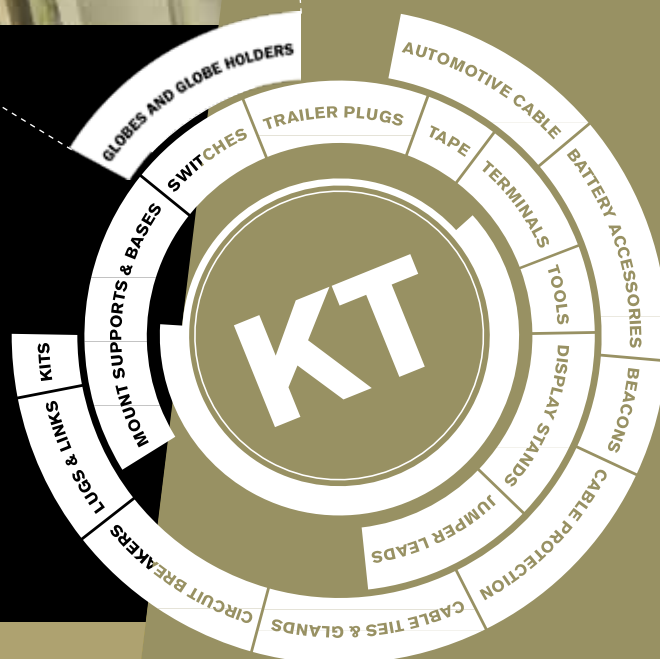 GLOBES AND GLOBE HOLDERS
AUTOMOTIVE CABLE
BATTERY ACCESSORIES
BEACONS
CABLE PROTECTION
CABLE TIES & GLANDS
CIRCUIT BREAKERS
LUGS & LINKS
KITS
MOUNT SUPPORTS & BASES
SWITCHES
TRAILER PLUGS
TAPE
TERMINALS
TOOLS
DISPLAY STANDS
JUMPER LEADS
KT